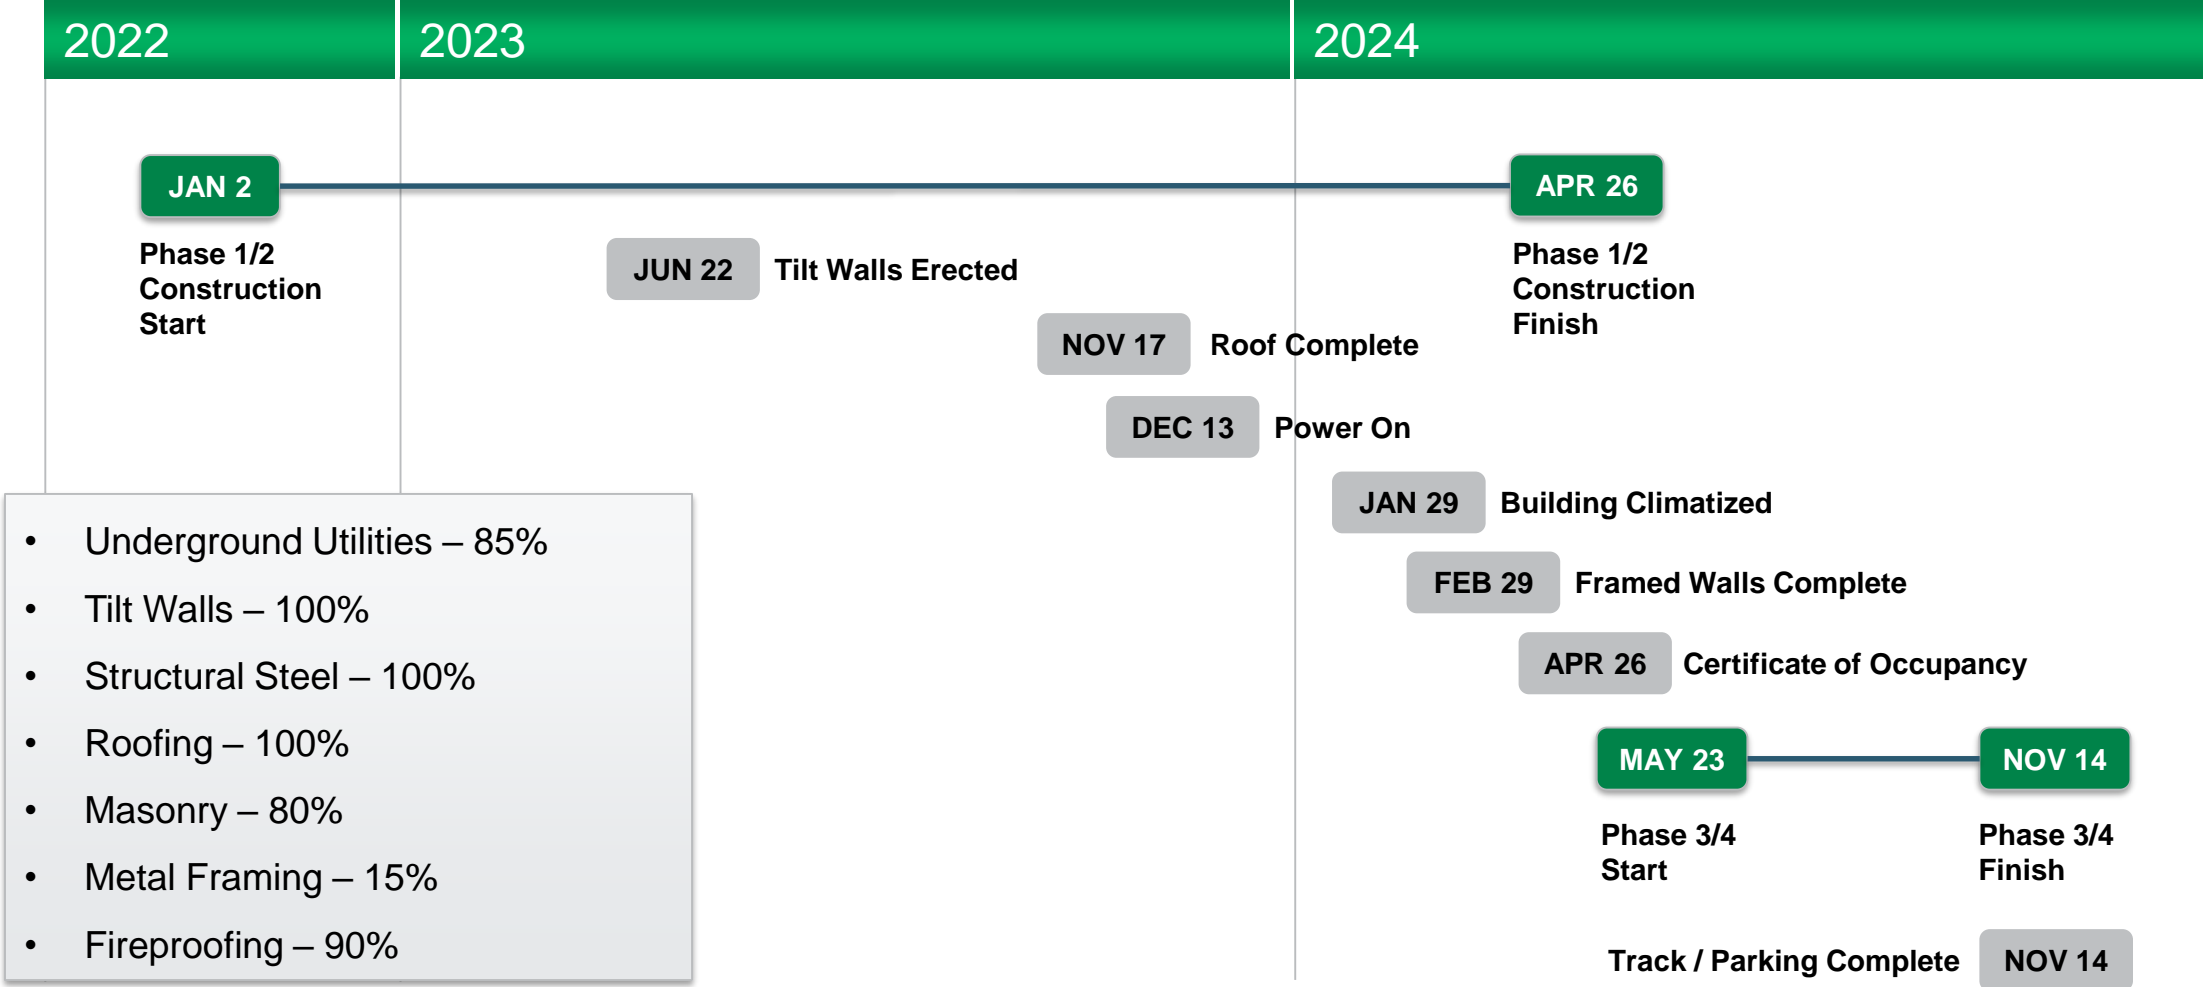 2022 2023 2024
JAN 2 APR 26
Phase 1/2
Construction
Start
Phase 1/2
Construction
Finish
JUN 22 Tilt Walls Erected
NOV 17 Roof Complete
DEC 13 Power On
JAN 29 Building Climatized
FEB 29 Framed Walls Complete
APR 26 Certificate of Occupancy
MAY 23 NOV 14
Phase 3/4
Start
Phase 3/4
Finish
Track / Parking Complete NOV 14
• Underground Utilities – 85%
• Tilt Walls – 100%
• Structural Steel – 100%
• Roofing – 100%
• Masonry – 80%
• Metal Framing – 15%
• Fireproofing – 90%